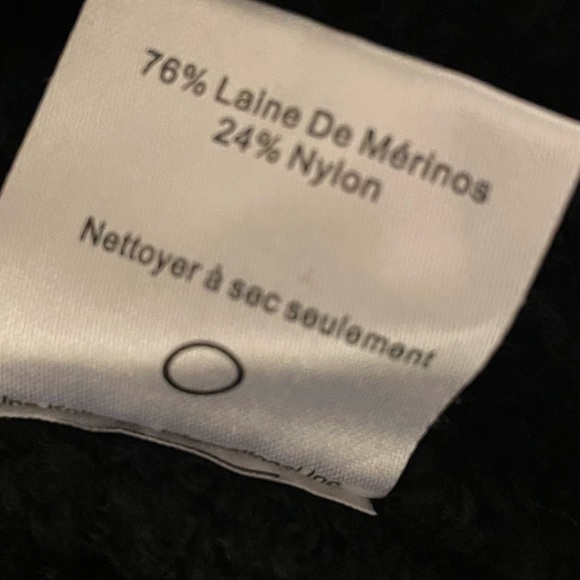 76% Laine De Mérinos
24% Nylon
Nettoyer à sec seulement